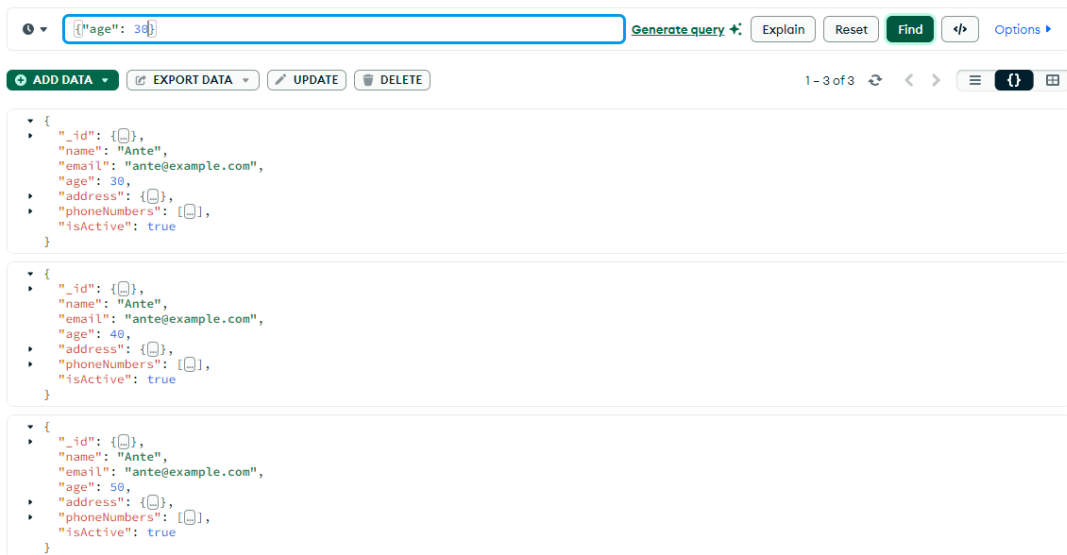 {"age": 30}
Generate query
Explain
Reset
Find
</>
Options
ADD DATA
EXPORT DATA
UPDATE
DELETE
1 – 3 of 3
{}
{
"_id": {…},
"name": "Ante",
"email": "ante@example.com",
"age": 30,
"address": {…},
"phoneNumbers": […],
"isActive": true
}
{
"_id": {…},
"name": "Ante",
"email": "ante@example.com",
"age": 40,
"address": {…},
"phoneNumbers": […],
"isActive": true
}
{
"_id": {…},
"name": "Ante",
"email": "ante@example.com",
"age": 50,
"address": {…},
"phoneNumbers": […],
"isActive": true
}